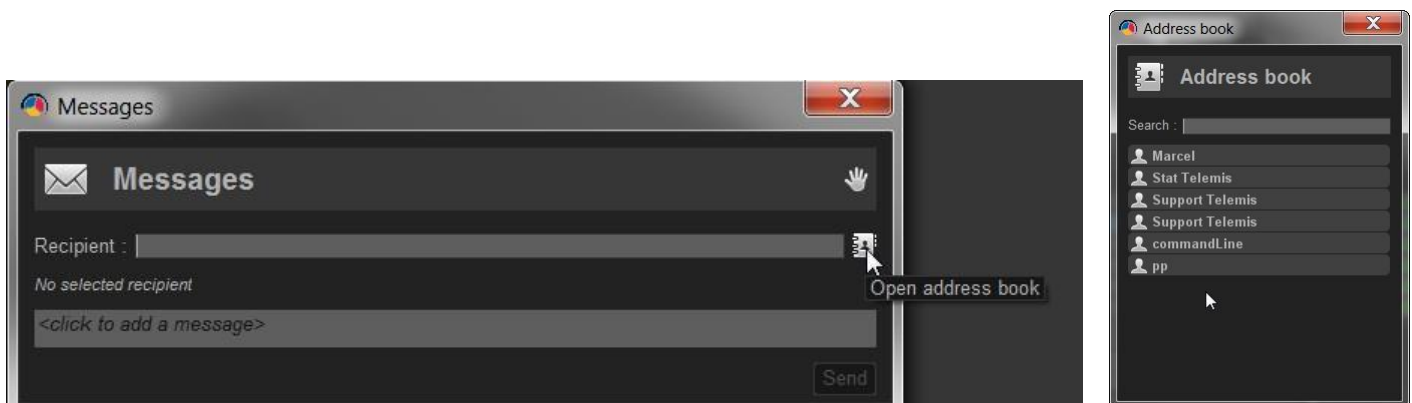 Messages
Messages
Recipient :
No selected recipient
Open address book
<click to add a message>
Send
Address book
Address book
Search :
Marcel
Stat Telemis
Support Telemis
Support Telemis
commandLine
pp